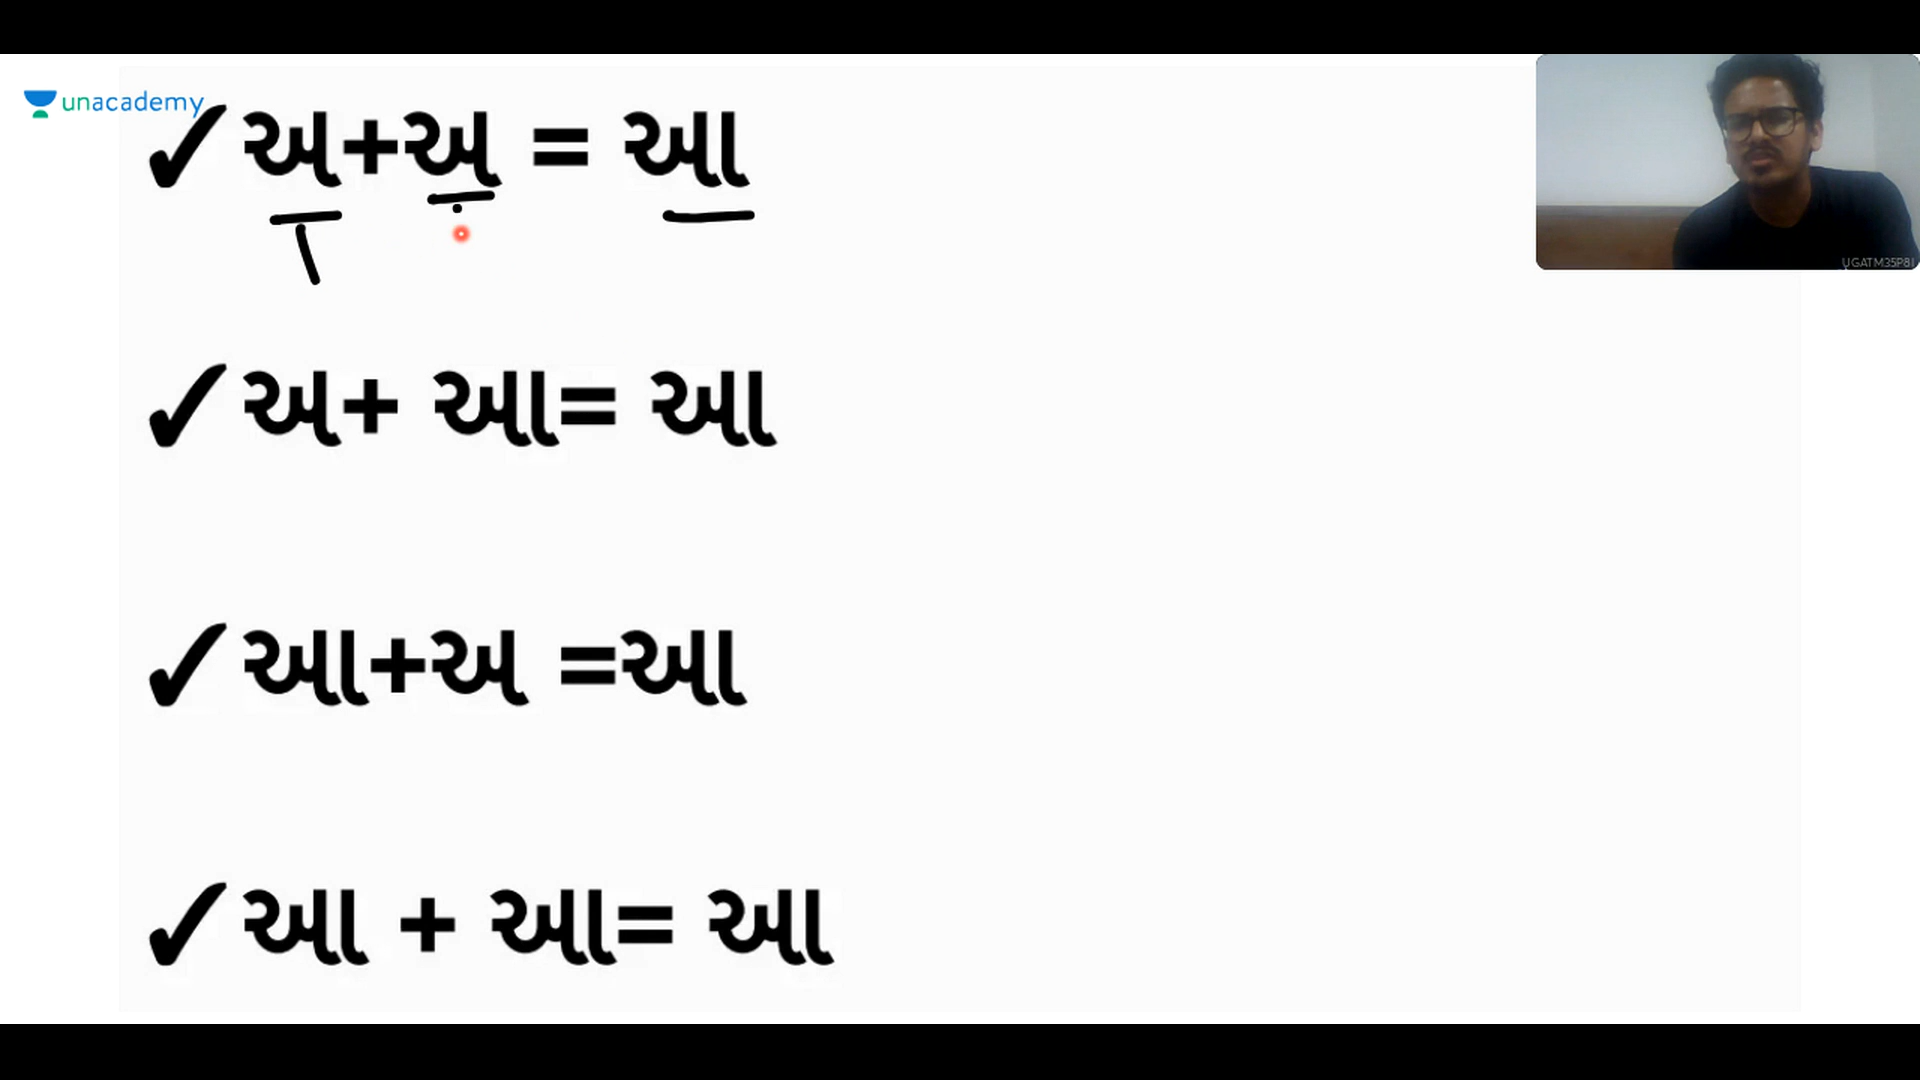 unacademy
✓અ+અ = આ
✓અ+ આ= આ
✓આ+અ =આ
✓આ + આ= આ
UGATM35P8I